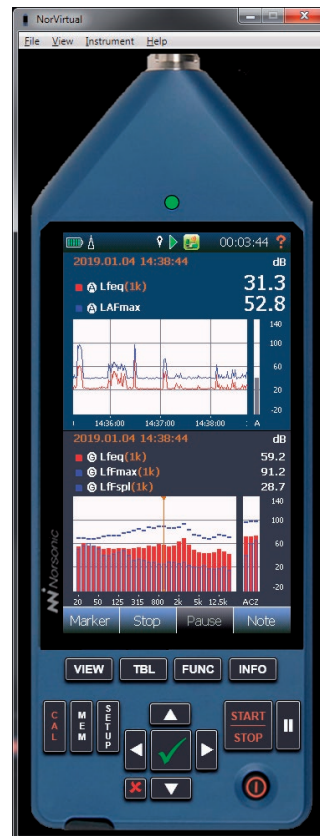 NorVirtual
File View Instrument Help
00:03:44 ?
2019.01.04 14:38:44 dB
A Lfeq(1k) 31.3
A LAFmax 52.8
140
100
60
20
-20
14:36:00 14:37:00 14:38:00 : A
2019.01.04 14:38:44 dB
G Lfeq(1k) 59.2
G LfFmax(1k) 91.2
G LfFspl(1k) 28.7
140
100
60
20
-20
20 50 125 315 800 2k 5k 12.5k ACZ
Marker Stop Pause Note
Norsonic
VIEW TBL FUNC INFO
CAL MEM SETUP
START
STOP